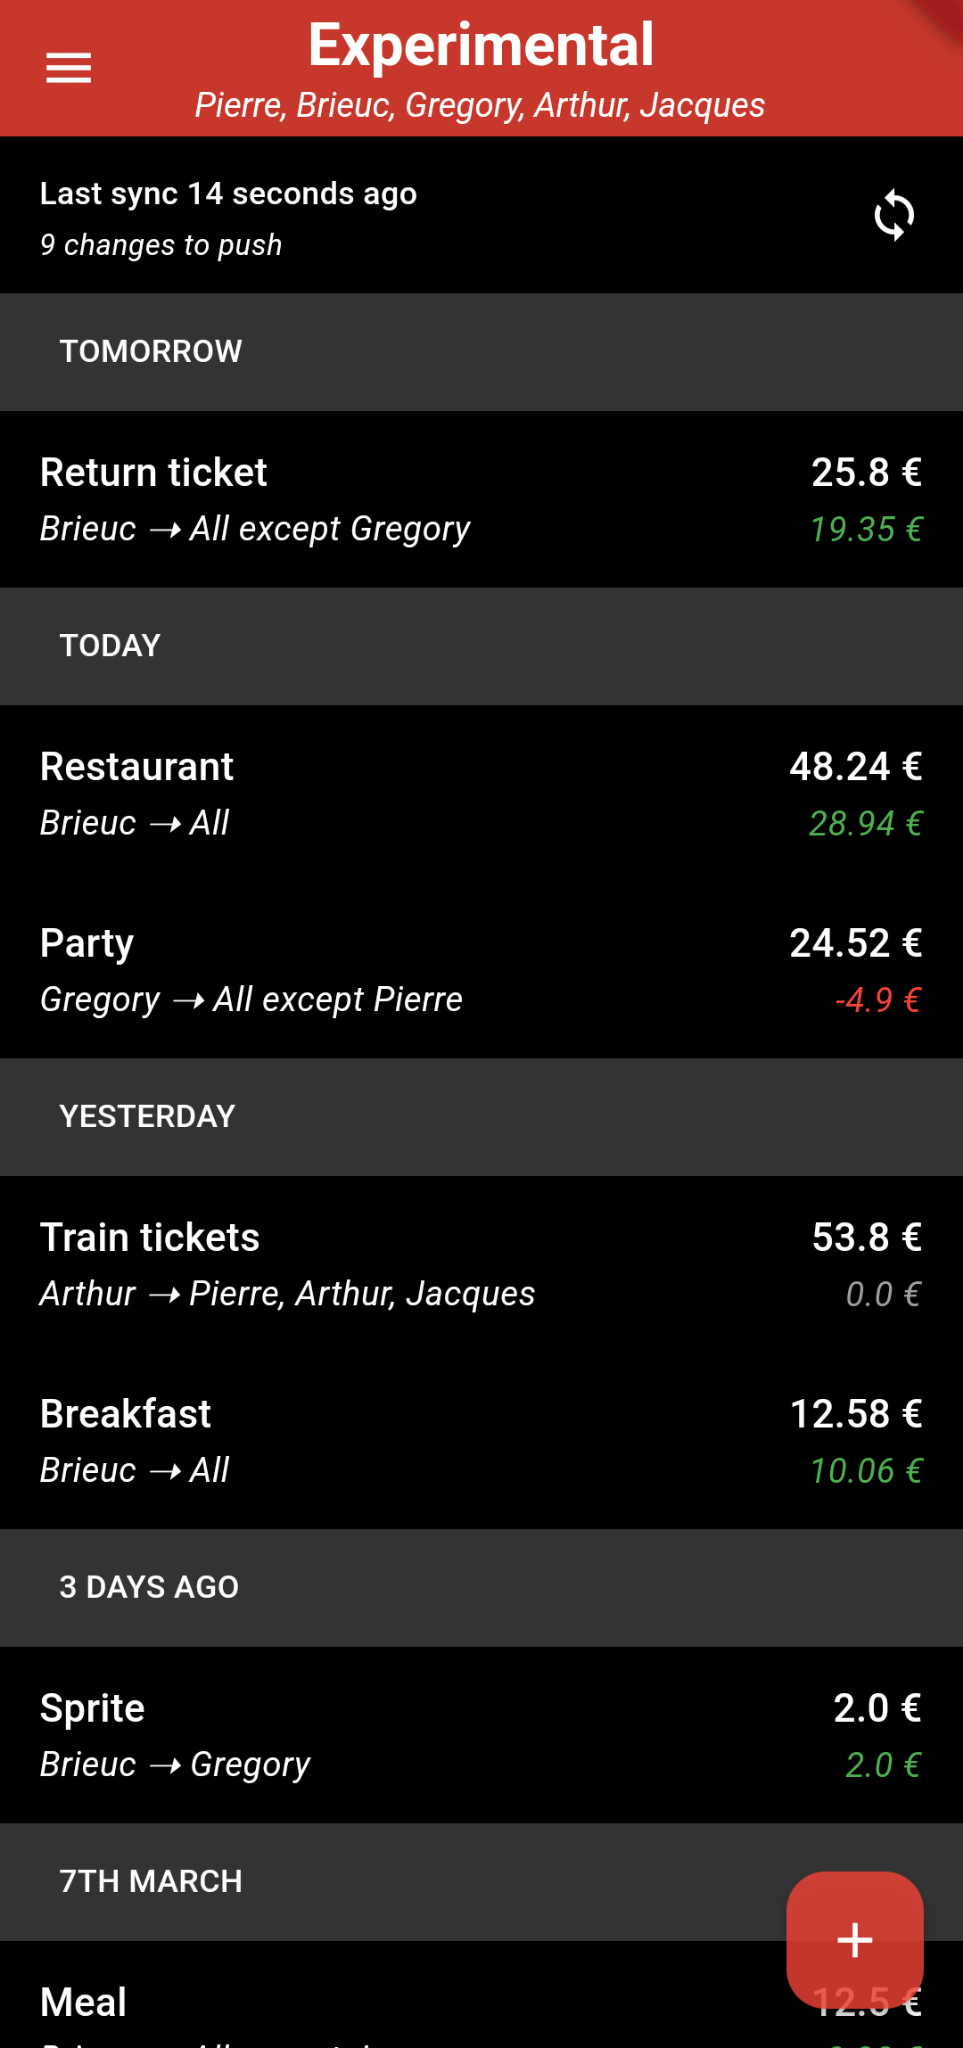 Experimental
Pierre, Brieuc, Gregory, Arthur, Jacques
Last sync 14 seconds ago
9 changes to push
TOMORROW
Return ticket 25.8 €
Brieuc → All except Gregory 19.35 €
TODAY
Restaurant 48.24 €
Brieuc → All 28.94 €
Party 24.52 €
Gregory → All except Pierre -4.9 €
YESTERDAY
Train tickets 53.8 €
Arthur → Pierre, Arthur, Jacques 0.0 €
Breakfast 12.58 €
Brieuc → All 10.06 €
3 DAYS AGO
Sprite 2.0 €
Brieuc → Gregory 2.0 €
7TH MARCH
+
Meal 12.5 €